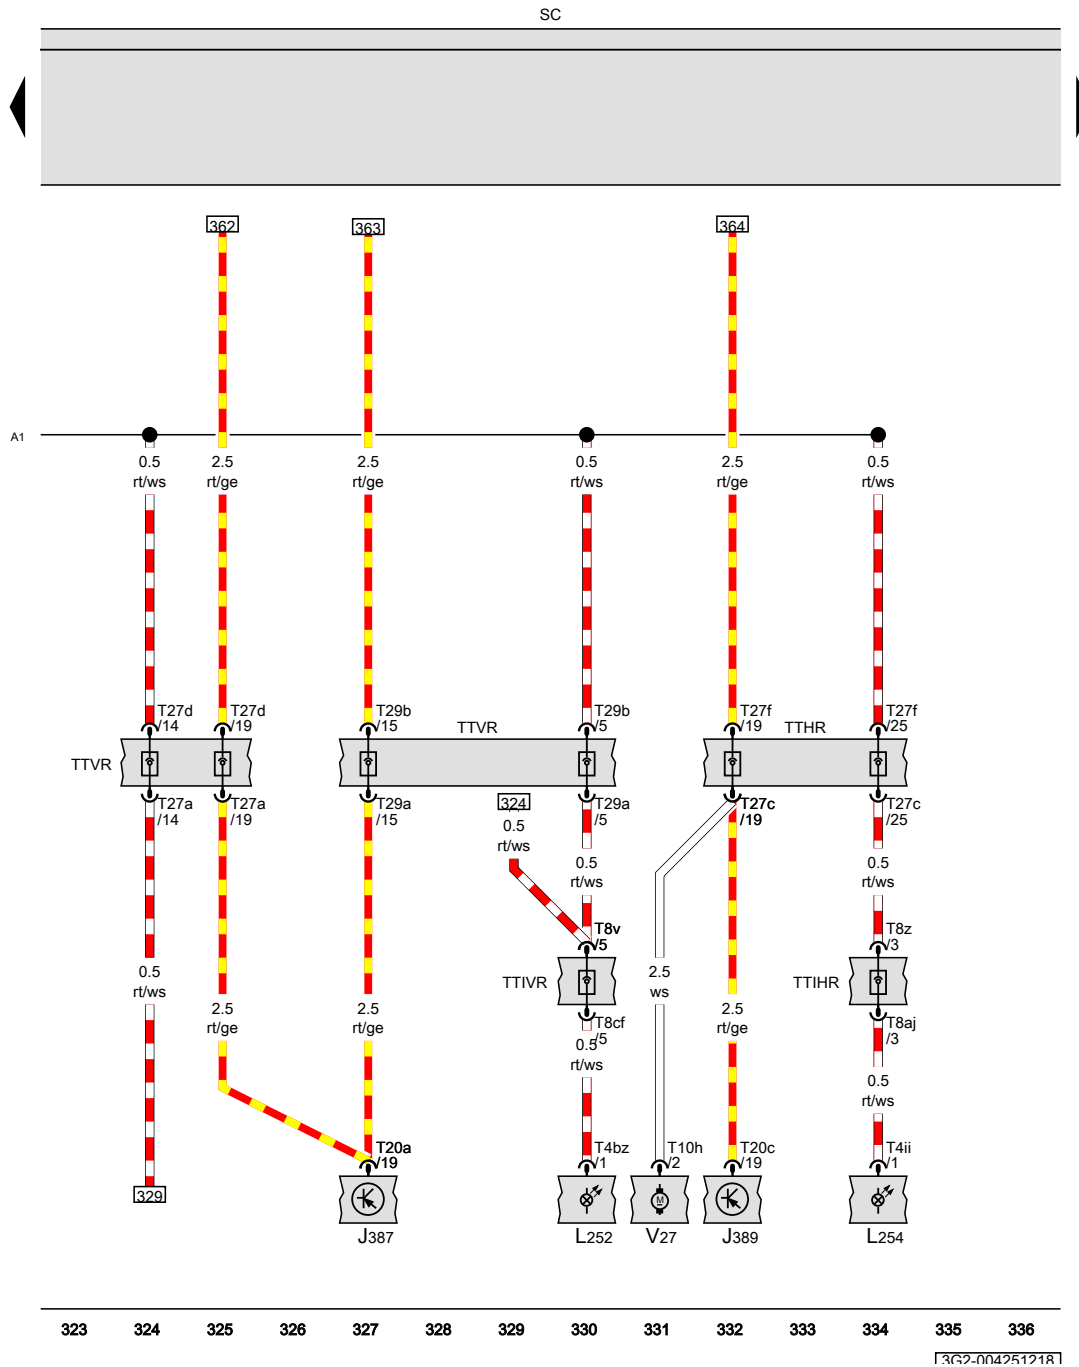 SC
362
363
364
A1
0.5 2.5 2.5 0.5 2.5 0.5
rt/ws rt/ge rt/ge rt/ws rt/ge rt/ws
T27d T27d T29b T29b T27f T27f
/14 /19 /15 /5 /19 /25
TTVR TTHR
TTVR
T27a T27a T29a 324 T29a T27c T27c
/14 /19 /15 /5 /19 /25
0.5
rt/ws
0.5 0.5
rt/ws rt/ws
T8v T8z
/5 /3
0.5 2.5
rt/ws ws
TTIVR TTIHR
2.5 2.5 2.5
rt/ge rt/ge rt/ge
T8cf T8aj
/5 /3
0.5
rt/ws
0.5
rt/ws
T20a T4bz T10h T20c T4ii
/19 /1 /2 /19 /1
329
M
J387 L252 V27 J389 L254
323 324 325 326 327 328 329 330 331 332 333 334 335 336
3G2-004251218